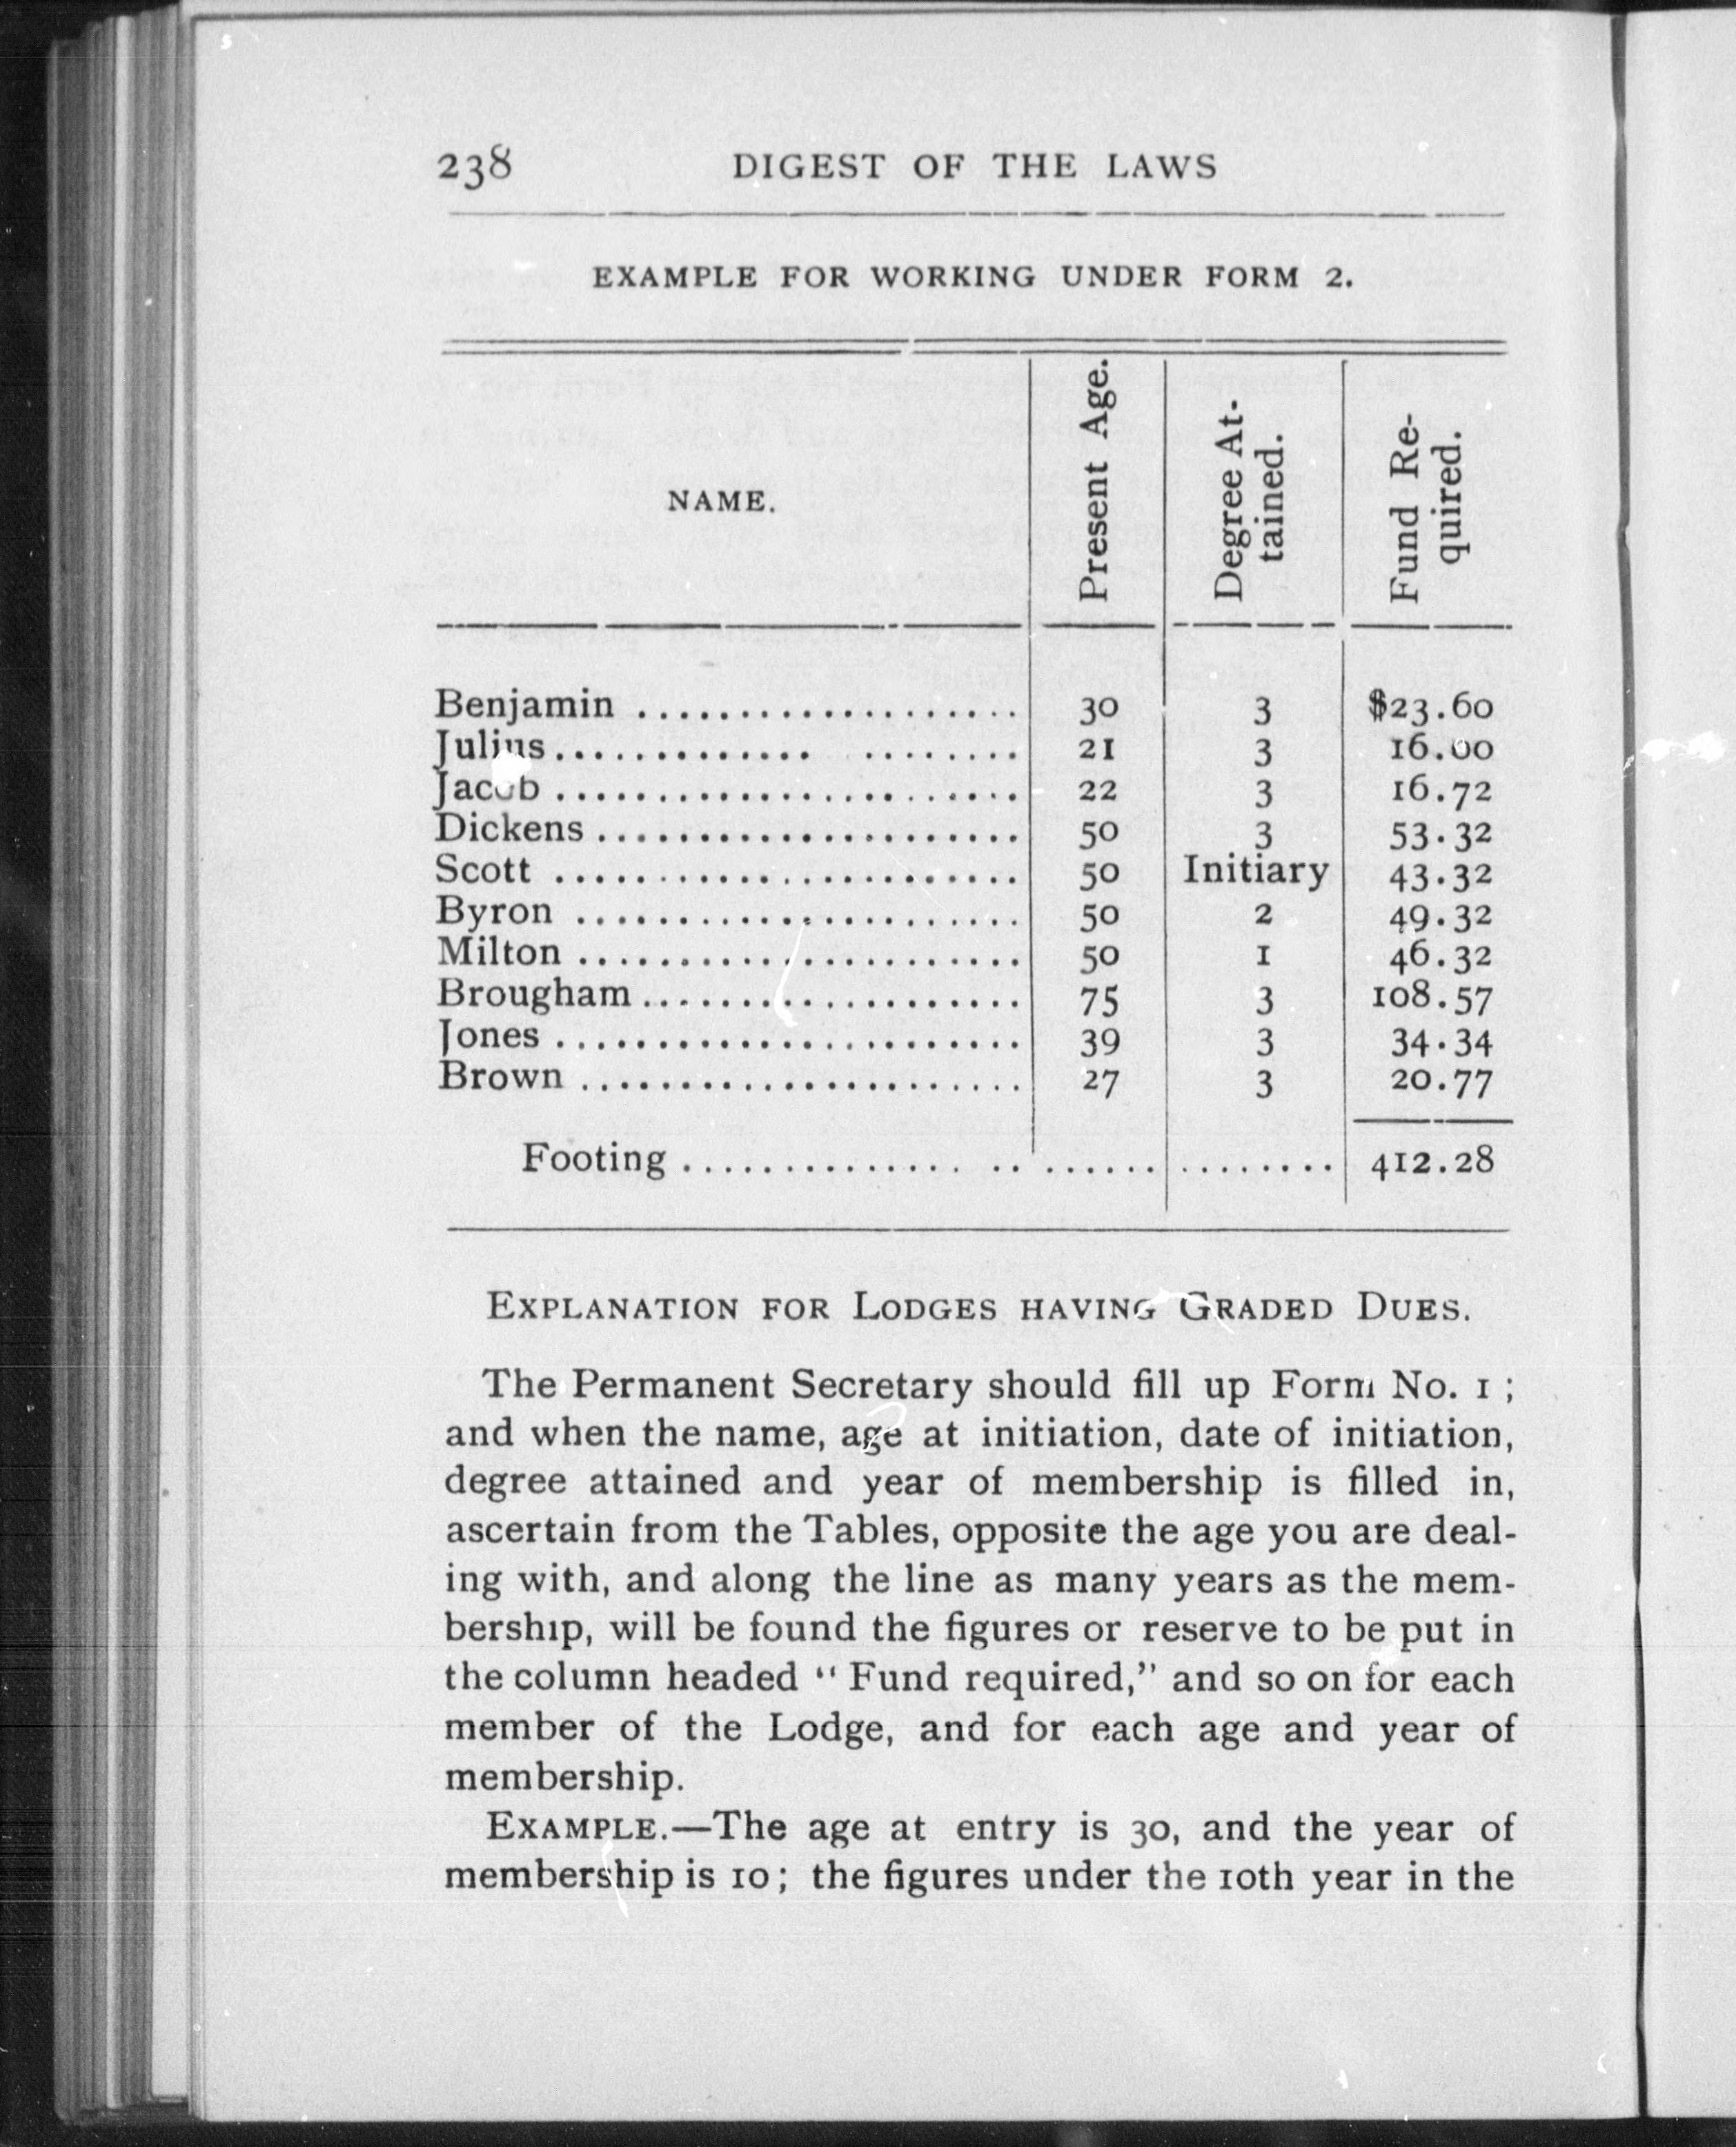 238 DIGEST OF THE LAWS
EXAMPLE FOR WORKING UNDER FORM 2.
NAME. Present Age. Degree At-tained. Fund Re-quired.
Benjamin .................... 30 3 $23.60
Julius............. ........ 21 3 16.00
Jacob ........................ 22 3 16.72
Dickens ...................... 50 3 53.32
Scott ........................ 50 Initiary 43.32
Byron ....................... 50 2 49.32
Milton ....................... 50 1 46.32
Brougham.................... 75 3 108.57
Jones ........................ 39 3 34.34
Brown ....................... 27 3 20.77
Footing .............. .. ...... ........ 412.28
EXPLANATION FOR LODGES HAVING GRADED DUES.
The Permanent Secretary should fill up Form No. 1 ;
and when the name, age at initiation, date of initiation,
degree attained and year of membership is filled in,
ascertain from the Tables, opposite the age you are deal-
ing with, and along the line as many years as the mem-
bership, will be found the figures or reserve to be put in
the column headed “ Fund required,” and so on for each
member of the Lodge, and for each age and year of
membership.
EXAMPLE.—The age at entry is 30, and the year of
membership is 10 ; the figures under the 10th year in the